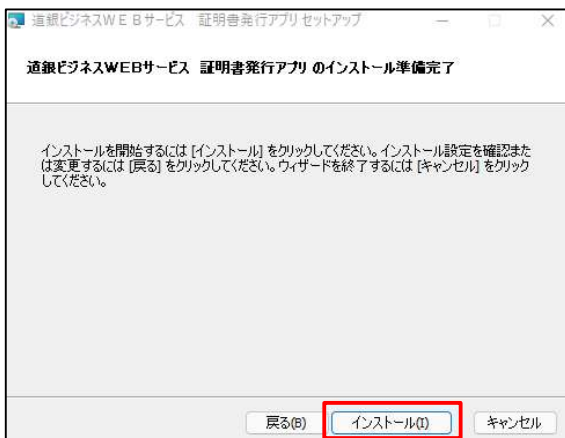 道銀ビジネスＷＥＢサービス　証明書発行アプリ セットアップ
道銀ビジネスWEBサービス 証明書発行アプリ のインストール準備完了
インストールを開始するには [インストール] をクリックしてください。インストール設定を確認また
は変更するには [戻る] をクリックしてください。ウィザードを終了するには [キャンセル] をクリック
してください。
戻る(B)
インストール(I)
キャンセル